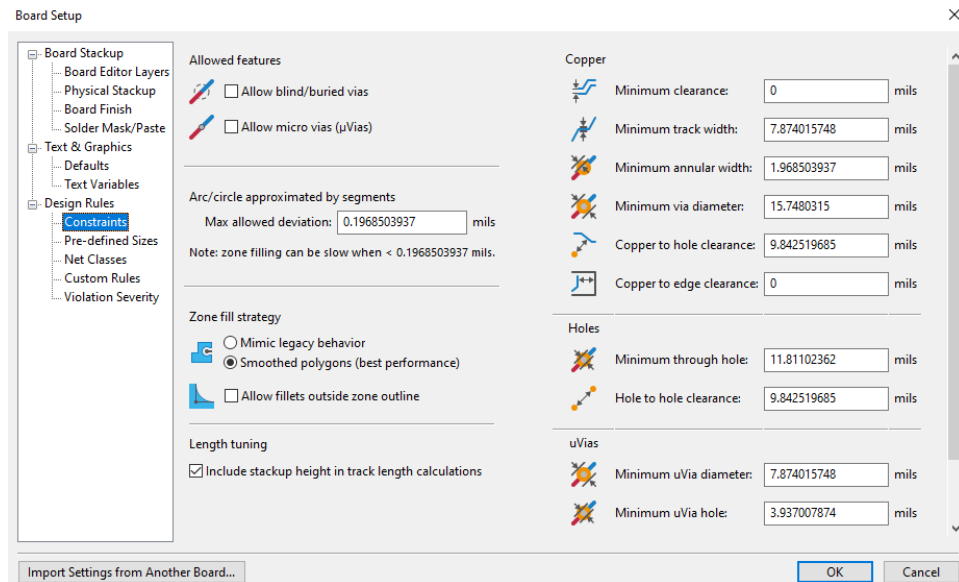 Board Setup
Board Stackup
Board Editor Layers
Physical Stackup
Board Finish
Solder Mask/Paste
Text & Graphics
Defaults
Text Variables
Design Rules
Constraints
Pre-defined Sizes
Net Classes
Custom Rules
Violation Severity
Allowed features
Allow blind/buried vias
Allow micro vias (µVias)
Arc/circle approximated by segments
Max allowed deviation: 0.1968503937 mils
Note: zone filling can be slow when < 0.1968503937 mils.
Zone fill strategy
Mimic legacy behavior
Smoothed polygons (best performance)
Allow fillets outside zone outline
Length tuning
Include stackup height in track length calculations
Copper
Minimum clearance: 0 mils
Minimum track width: 7.874015748 mils
Minimum annular width: 1.968503937 mils
Minimum via diameter: 15.7480315 mils
Copper to hole clearance: 9.842519685 mils
Copper to edge clearance: 0 mils
Holes
Minimum through hole: 11.81102362 mils
Hole to hole clearance: 9.842519685 mils
uVias
Minimum uVia diameter: 7.874015748 mils
Minimum uVia hole: 3.937007874 mils
Import Settings from Another Board...
OK
Cancel